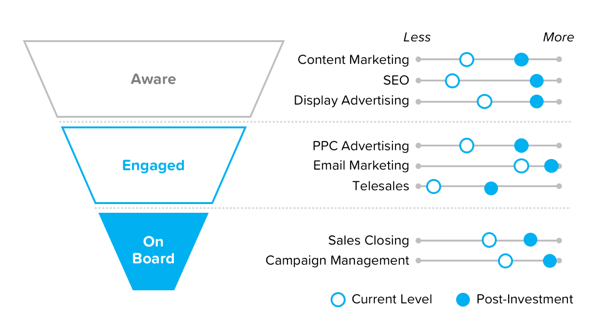 Less More
Aware
Content Marketing
SEO
Display Advertising
Engaged
PPC Advertising
Email Marketing
Telesales
On
Board
Sales Closing
Campaign Management
Current Level Post-Investment